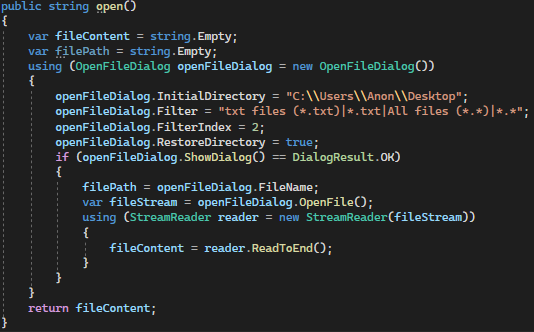 public string open()
{
var fileContent = string.Empty;
var filePath = string.Empty;
using (OpenFileDialog openFileDialog = new OpenFileDialog())
{
openFileDialog.InitialDirectory = "C:\\Users\\Anon\\Desktop";
openFileDialog.Filter = "txt files (*.txt)|*.txt|All files (*.*)|*.*";
openFileDialog.FilterIndex = 2;
openFileDialog.RestoreDirectory = true;
if (openFileDialog.ShowDialog() == DialogResult.OK)
{
filePath = openFileDialog.FileName;
var fileStream = openFileDialog.OpenFile();
using (StreamReader reader = new StreamReader(fileStream))
{
fileContent = reader.ReadToEnd();
}
}
}
return fileContent;
}